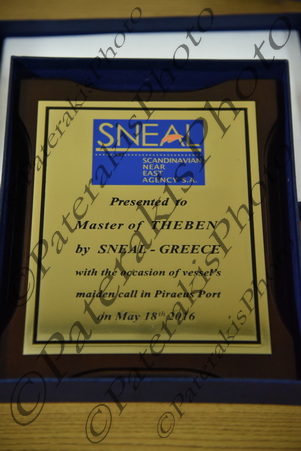 SNEAL
SCANDINAVIAN
NEAR
EAST
AGENCY S.A.
Presented to
Master of THEBEN
by SNEAL - GREECE
with the occasion of vessel's
maiden call in Piraeus Port
on May 18th 2016
©PaterakisPhoto
©PaterakisPhoto
©PaterakisPhoto
©PaterakisPhoto
©PaterakisPhoto